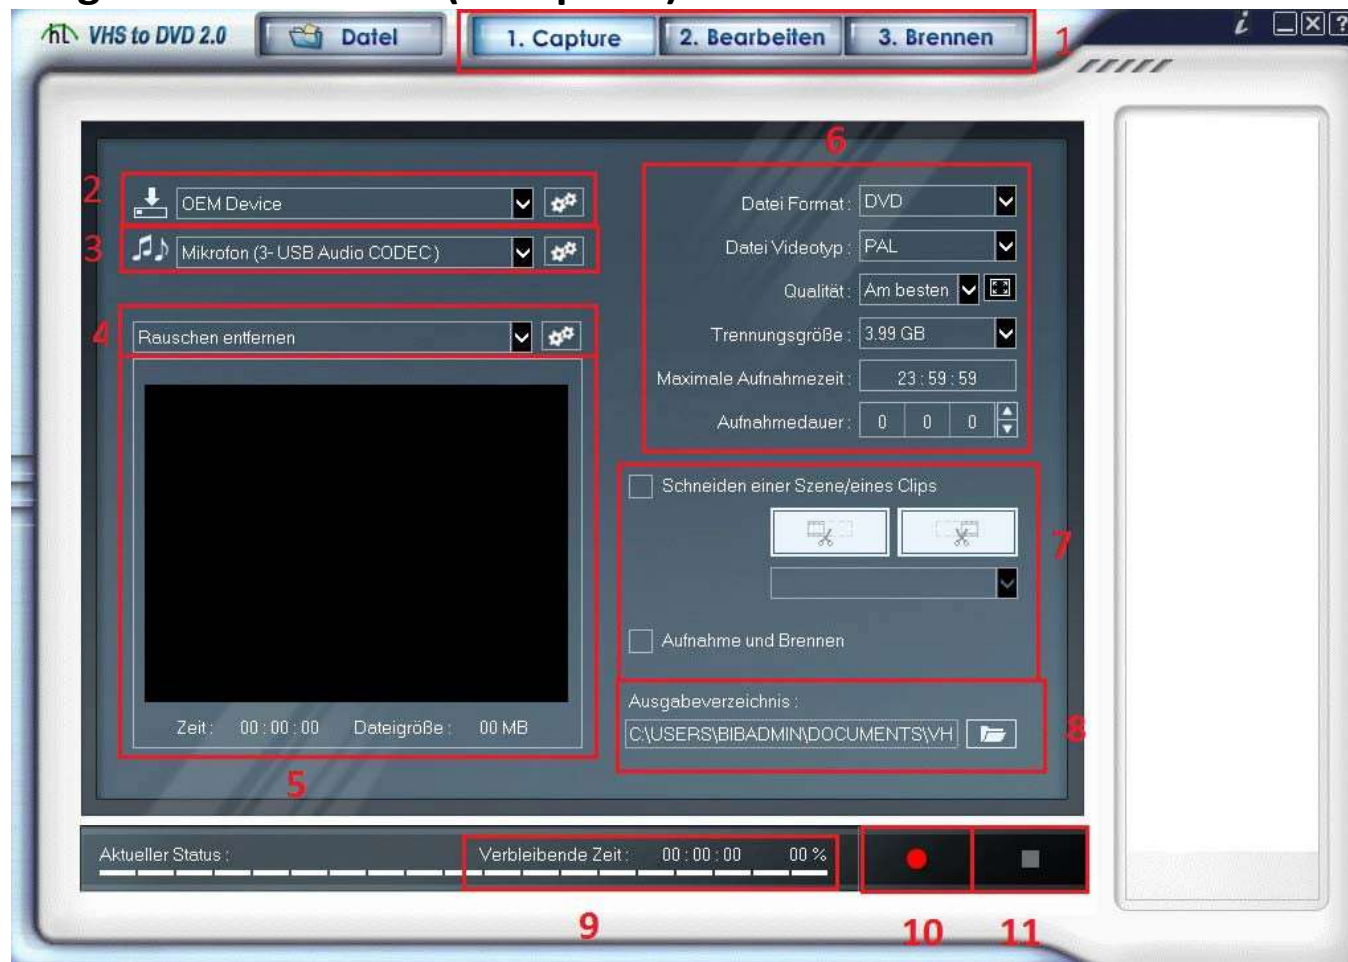 VHS to DVD 2.0 Datei 1. Capture 2. Bearbeiten 3. Brennen 1 i ?
6
2 OEM Device
3 Mikrofon (3- USB Audio CODEC)
4 Rauschen entfernen
Datei Format : DVD
Datei Videotyp : PAL
Qualität : Am besten
Trennungsgröße : 3.99 GB
Maximale Aufnahmezeit : 23 : 59 : 59
Aufnahmedauer : 0 0 0
Schneiden einer Szene/eines Clips
7
Aufnahme und Brennen
Zeit : 00 : 00 : 00 Dateigröße : 00 MB
5
Ausgabeverzeichnis :
C:\USERS\BIBADMIN\DOCUMENTS\VH 8
Aktueller Status : Verbleibende Zeit : 00 : 00 : 00 00 %
9 10 11